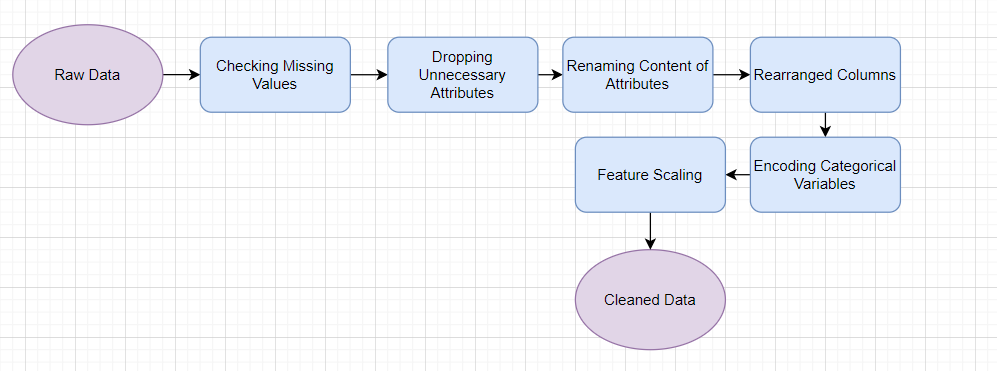 Raw Data
Checking Missing
Values
Dropping
Unnecessary
Attributes
Renaming Content of
Attributes
Rearranged Columns
Encoding Categorical
Variables
Feature Scaling
Cleaned Data